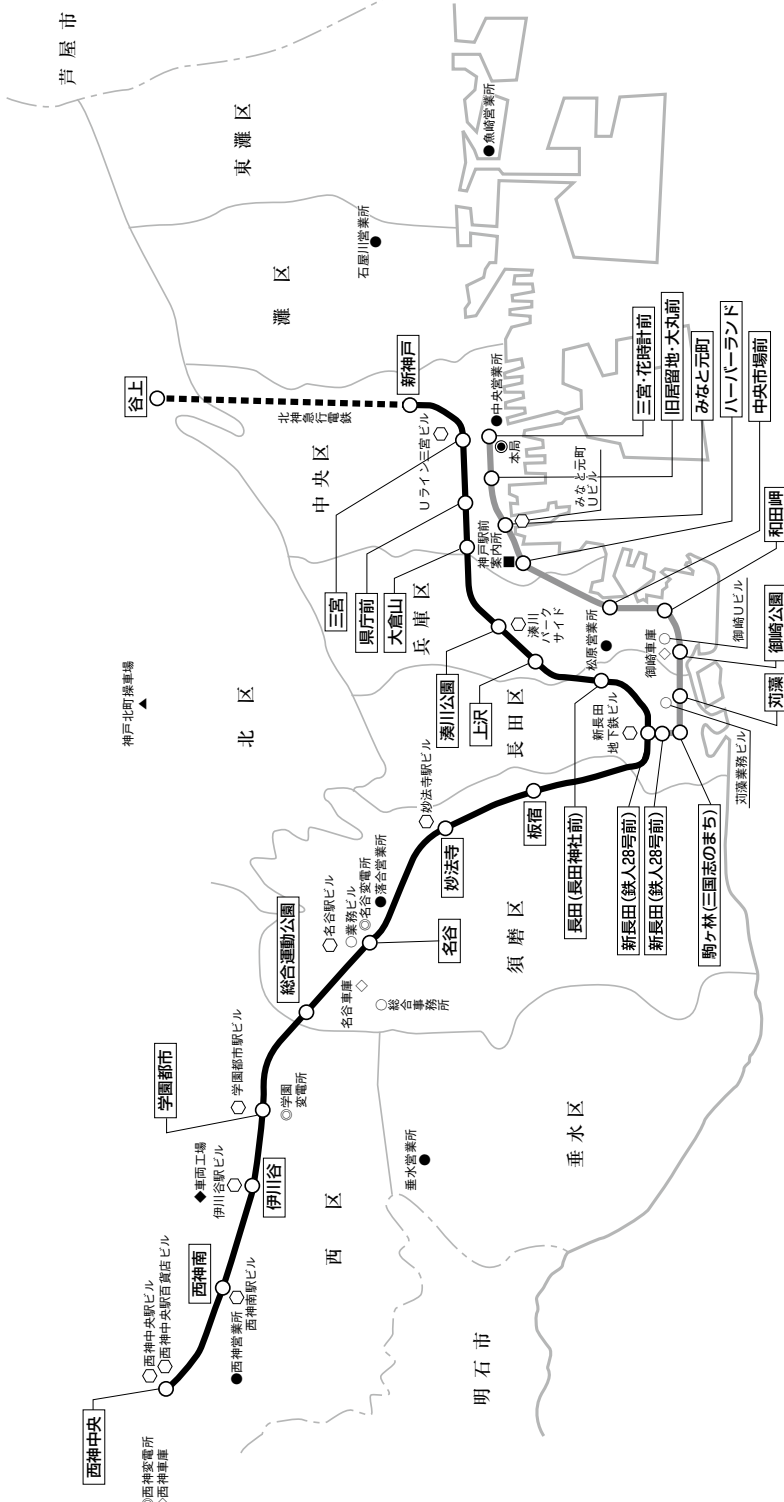 芦屋市
東灘区
魚崎営業所
石屋川営業所
灘区
谷上
北神急行電鉄
新神戸
中央区
Uライン三宮ビル
中央営業所
本局
三宮・花時計前
旧居留地・大丸前
みなと元町
ハーバーランド
中央市場前
和田岬
御崎公園
苅藻
みなと元町
Uビル
神戸駅前
案内所
三宮
県庁前
大倉山
兵庫区
湊川
パーク
サイド
湊川公園
上沢
松原営業所
御崎Uビル
御崎車庫
神戸北町操車場
北区
長田区
新長田
地下鉄ビル
苅藻業務ビル
妙法寺駅ビル
板宿
妙法寺
長田(長田神社前)
新長田(鉄人28号前)
新長田(鉄人28号前)
駒ヶ林(三国志のまち)
須磨区
名谷駅ビル
業務ビル
名谷変電所
落合営業所
名谷
総合運動公園
名谷車庫
総合事務所
学園都市
学園都市駅ビル
学園
変電所
車両工場
伊川谷駅ビル
伊川谷
垂水営業所
垂水区
西区
西神南
西神南駅ビル
西神営業所
西神中央駅ビル
西神中央駅百貨店ビル
西神中央
明石市
西神変電所
西神車庫